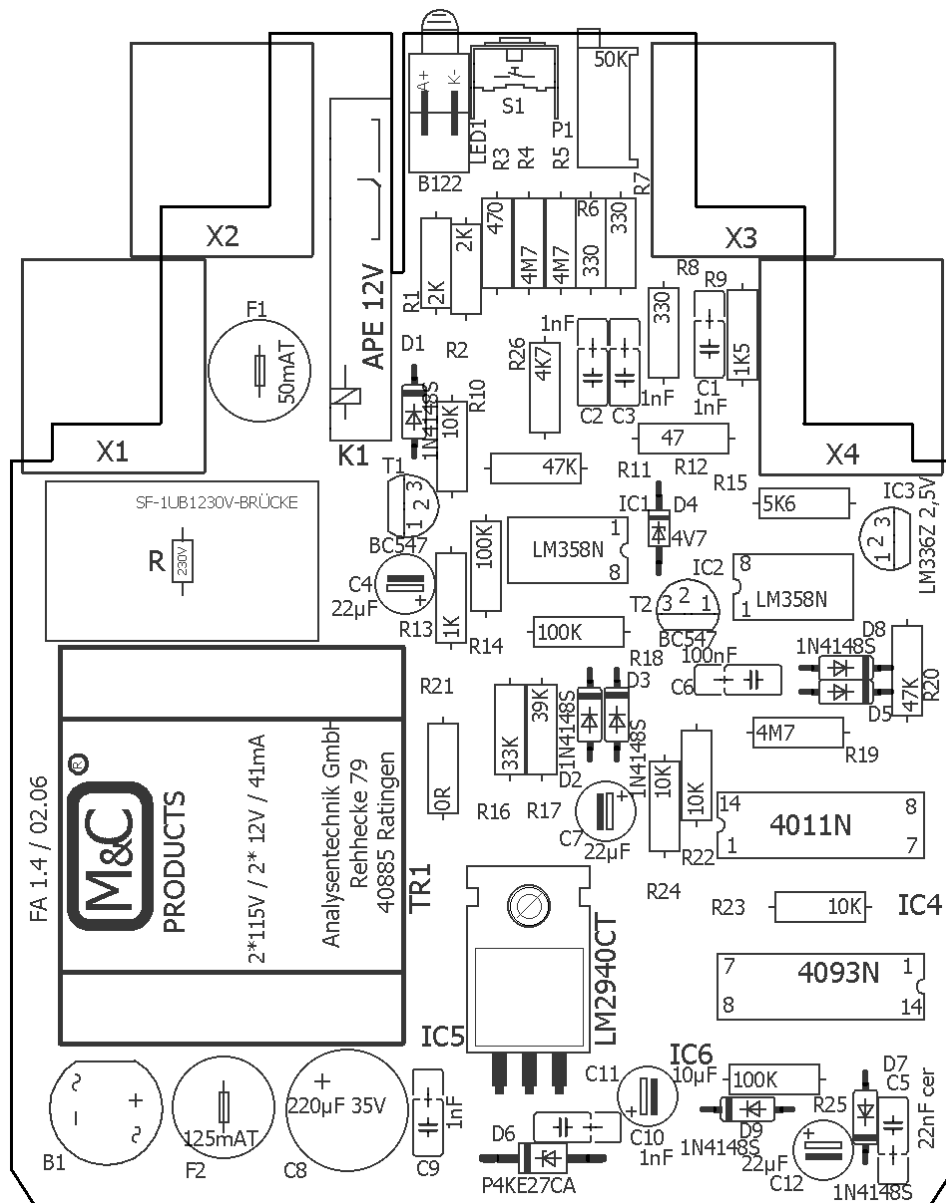 A+
K-
50K
S1
LED1
P1
R3
R4
R5
B122
R7
X2
X3
470
4M7
4M7
R6
330
330
2K
2K
R1
R8
R9
F1
50mAT
APE 12V
D1
R2
R26
4K7
1nF
330
1K5
1N4148S
10K
R10
C2
C3
1nF
C1
1nF
X1
K1
T1
47K
47
R11
R12
X4
R15
SF-1UB1230V-BRÜCKE
R
230V
1 2 3
BC547
100K
LM358N
1
8
IC1
D4
4V7
5K6
IC3
1 2 3
LM336Z 2,5V
C4
22µF
+
IC2
8
1
LM358N
T2
3 2 1
BC547
R13
1K
R14
100K
R18
100nF
C6
1N4148S
D8
D5
47K
R20
R21
0R
33K
39K
1N4148S
D3
D2
1N4148S
4M7
R19
FA 1.4 / 02.06
R
M&C
PRODUCTS
2*115V / 2* 12V / 41mA
Analysentechnik GmbH
Rehhecke 79
40885 Ratingen
TR1
R16
R17
C7
22µF
+
10K
10K
R22
R24
14
1
4011N
8
7
R23
10K
IC4
LM2940CT
7
8
4093N
1
14
IC5
IC6
B1
~
-
+
~
125mAT
F2
+
220µF 35V
C8
1nF
C9
C11
+
C10
1nF
D6
P4KE27CA
10µF
100K
D9
1N4148S
R25
D7
C5
22nF cer
22µF
+
C12
1N4148S